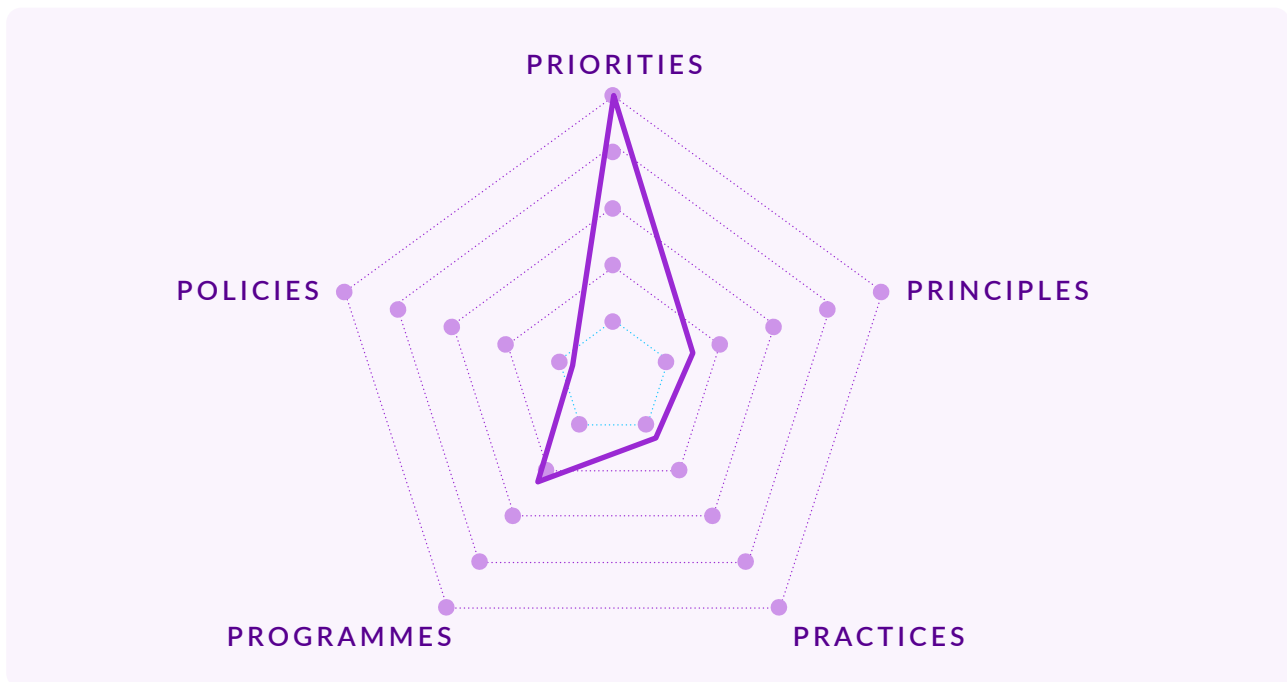 PRIORITIES
POLICIES
PRINCIPLES
PROGRAMMES
PRACTICES